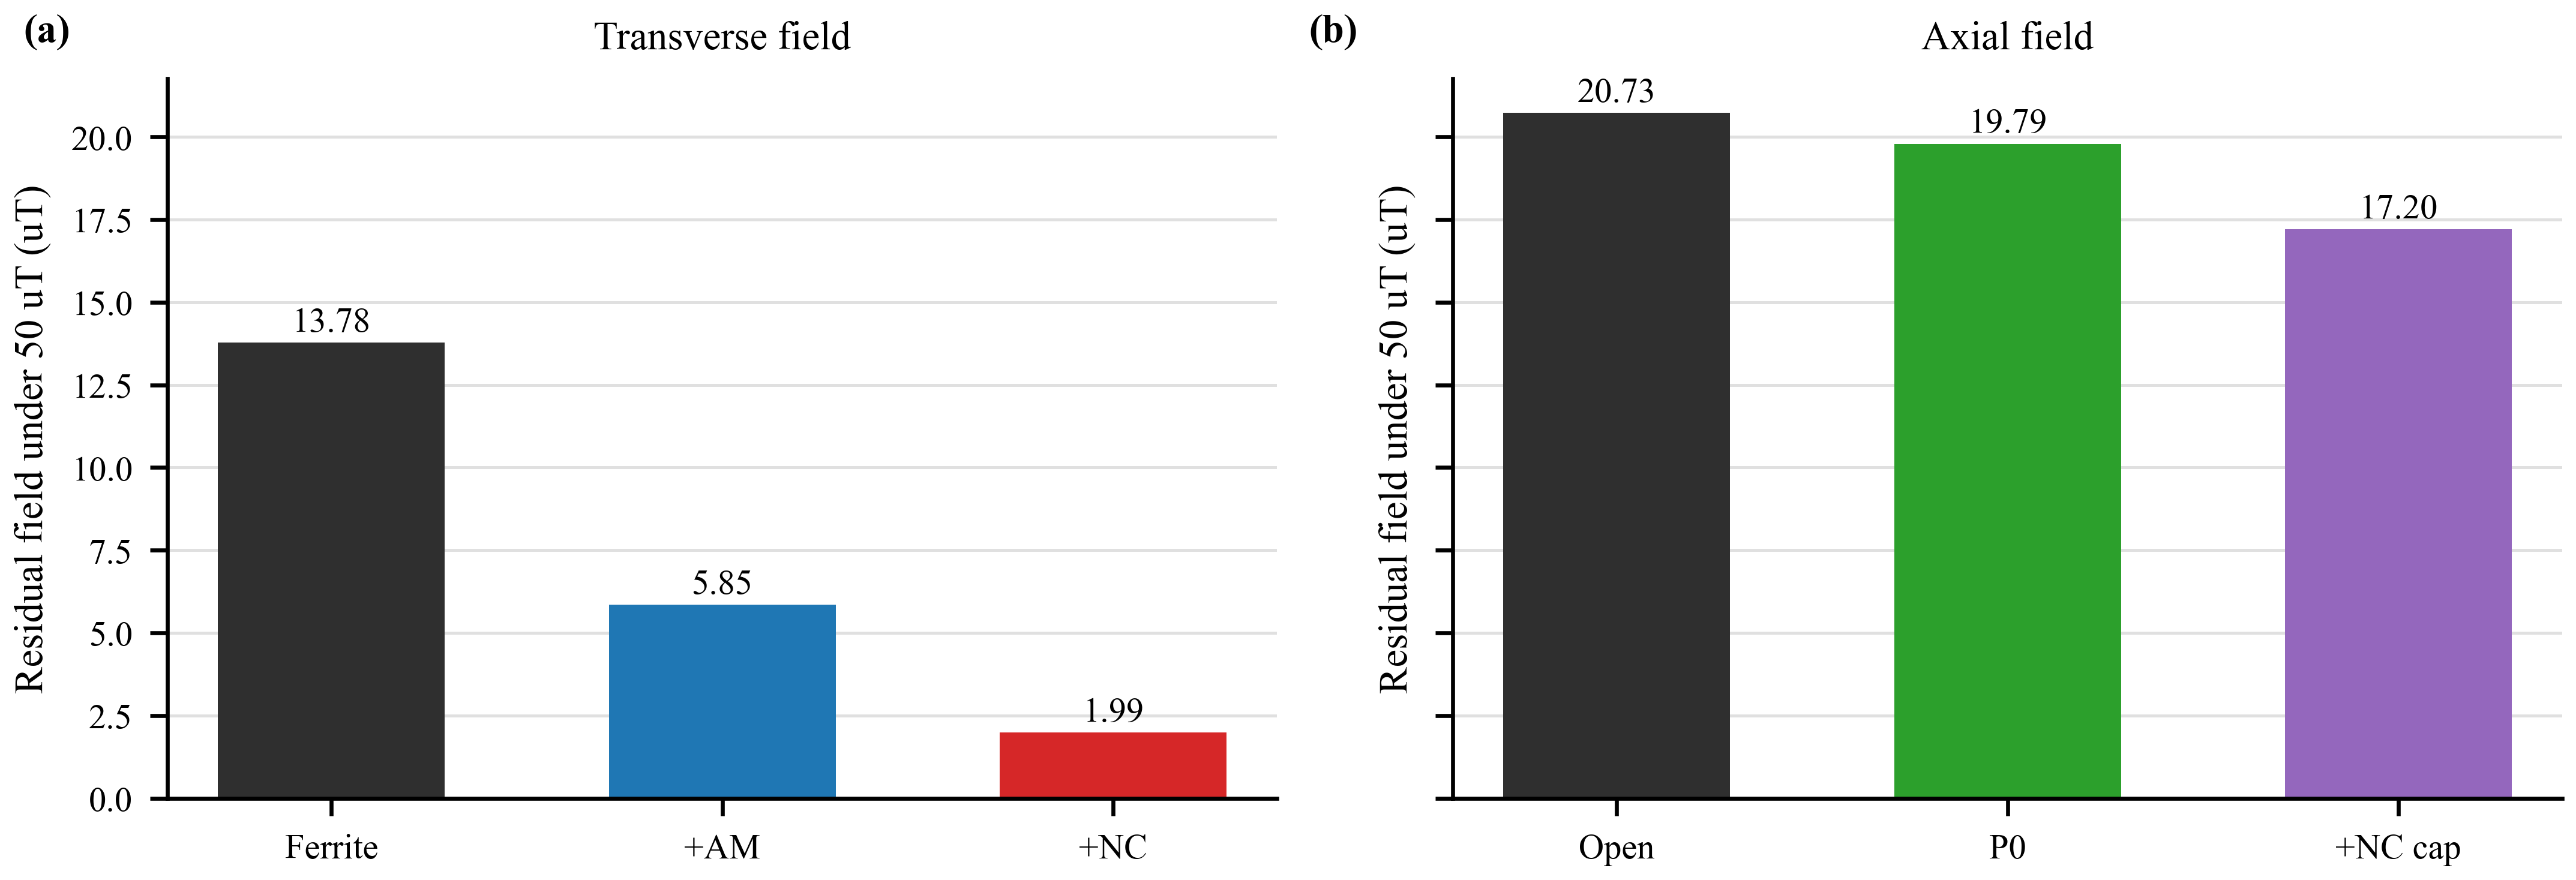 (a)
Transverse field
Residual field under 50 uT (uT)
20.0
17.5
15.0
12.5
10.0
7.5
5.0
2.5
0.0
13.78
5.85
1.99
Ferrite
+AM
+NC
(b)
Axial field
Residual field under 50 uT (uT)
20.73
19.79
17.20
Open
P0
+NC cap